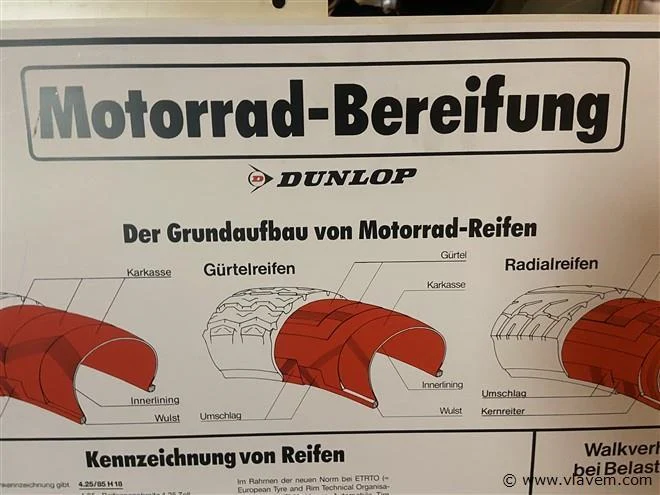 Motorrad-Bereifung
DUNLOP
Der Grundaufbau von Motorrad-Reifen
Karkasse
Innerlining
Wulst
Gürtelreifen
Gürtel
Karkasse
Innerlining
Wulst
Umschlag
Radialreifen
Umschlag
Kernreiter
Kennzeichnung von Reifen
4.25/85 H 18
Im Rahmen der neuen Norm bei ETRTO (=
European Tyre and Rim Technical Organisa-
bei Belast
© www.vlavem.com